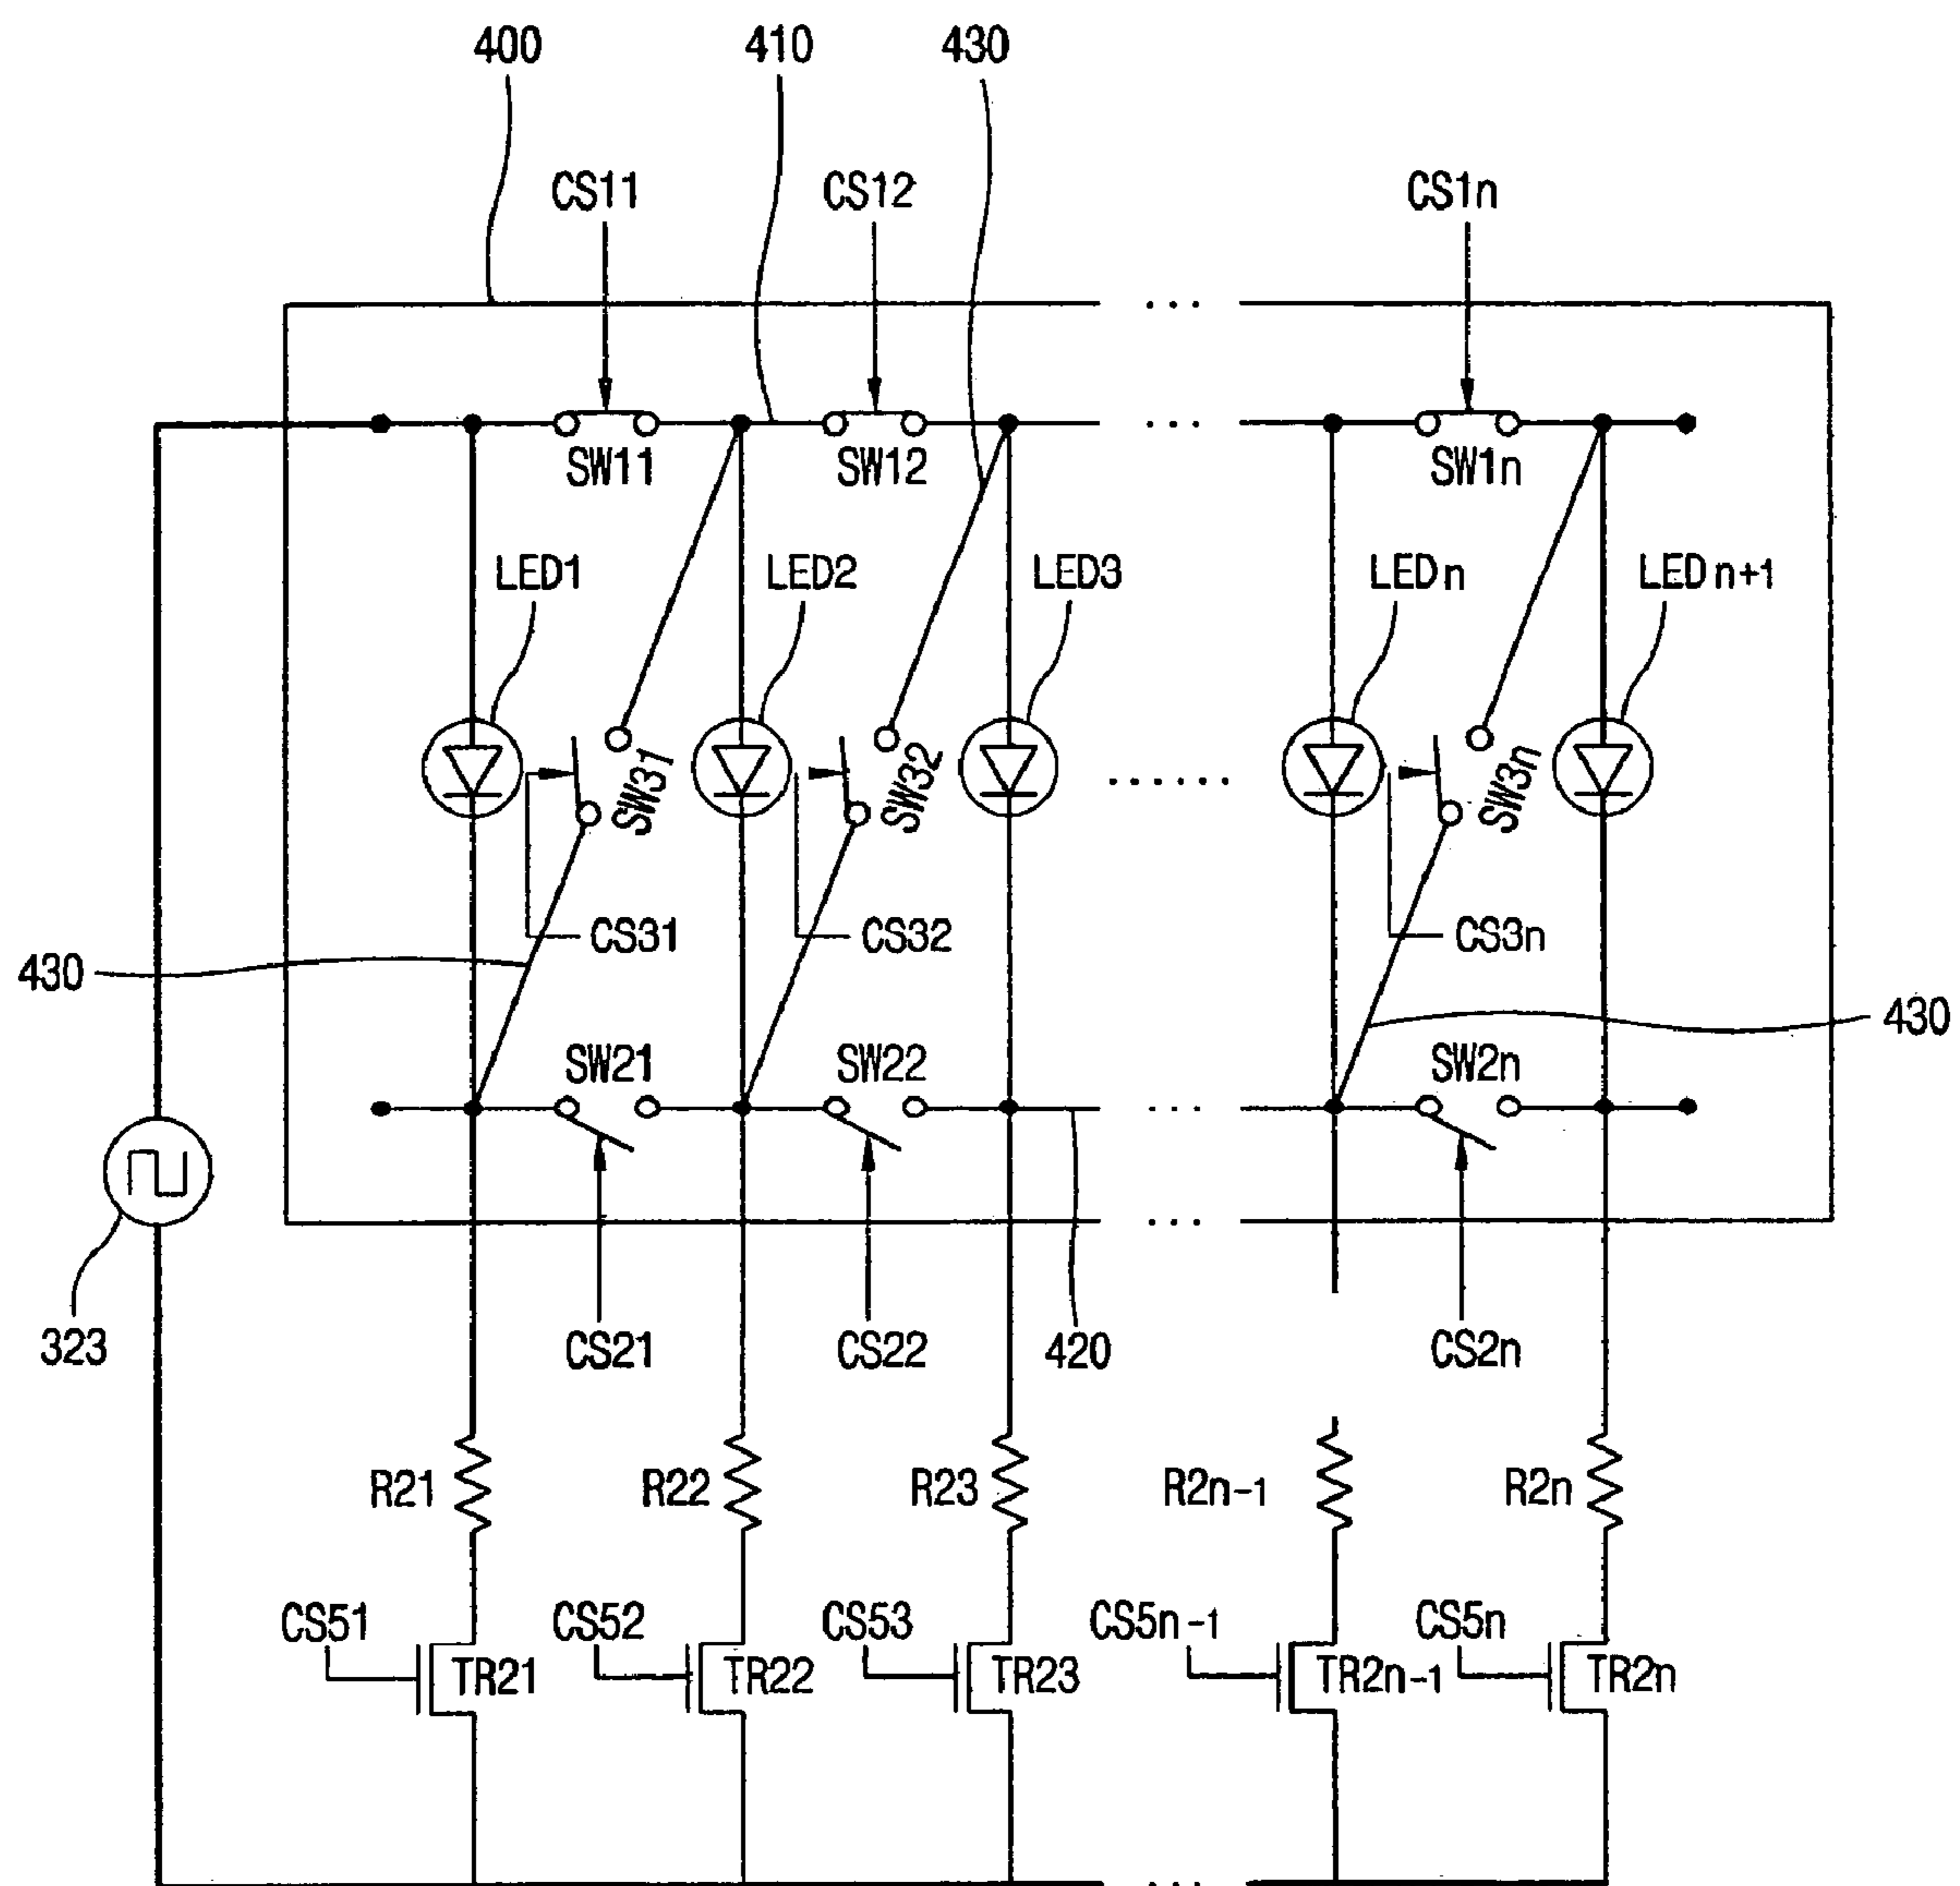 400 410 430
CS11 CS12 CS1n
SW11 SW12 SW1n
LED1 LED2 LED3 LEDn LEDn+1
SW31 SW32 SW3n
CS31 CS32 CS3n
430
430
SW21 SW22 SW2n
323 CS21 CS22 420 CS2n
R21 R22 R23 R2n-1 R2n
CS51 CS52 CS53 CS5n-1 CS5n
TR21 TR22 TR23 TR2n-1 TR2n